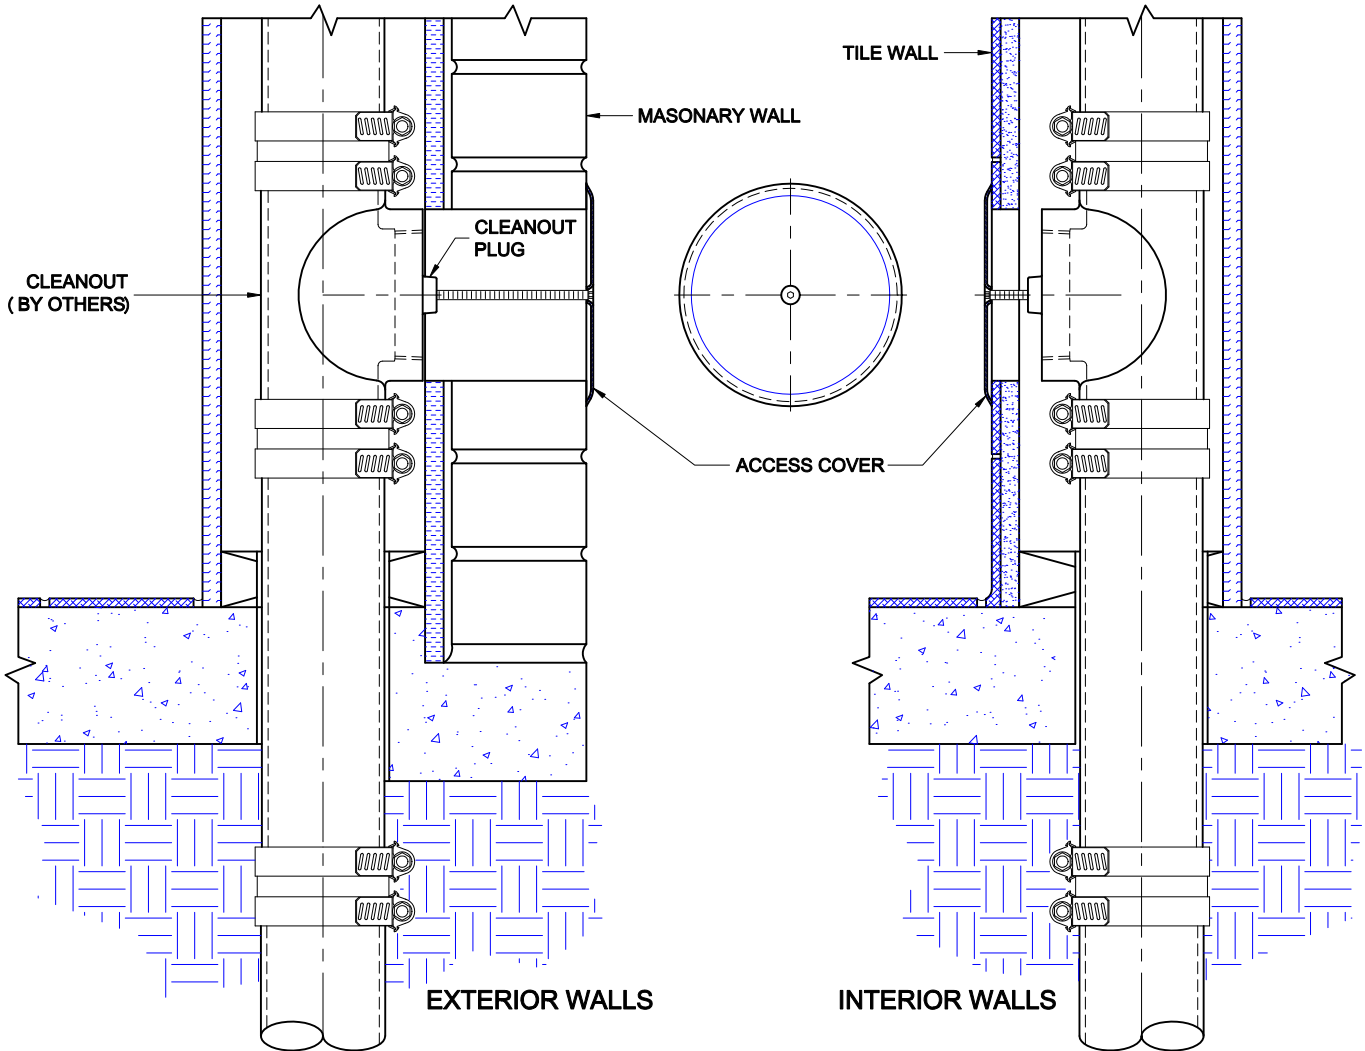 TILE WALL
MASONARY WALL
CLEANOUT
PLUG
CLEANOUT
( BY OTHERS)
ACCESS COVER
EXTERIOR WALLS
INTERIOR WALLS